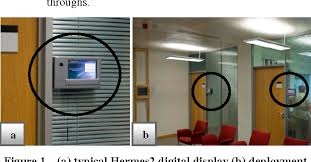 throughs.
a
b
Figure 1. (a) typical Hermes2 digital display (b) deployment